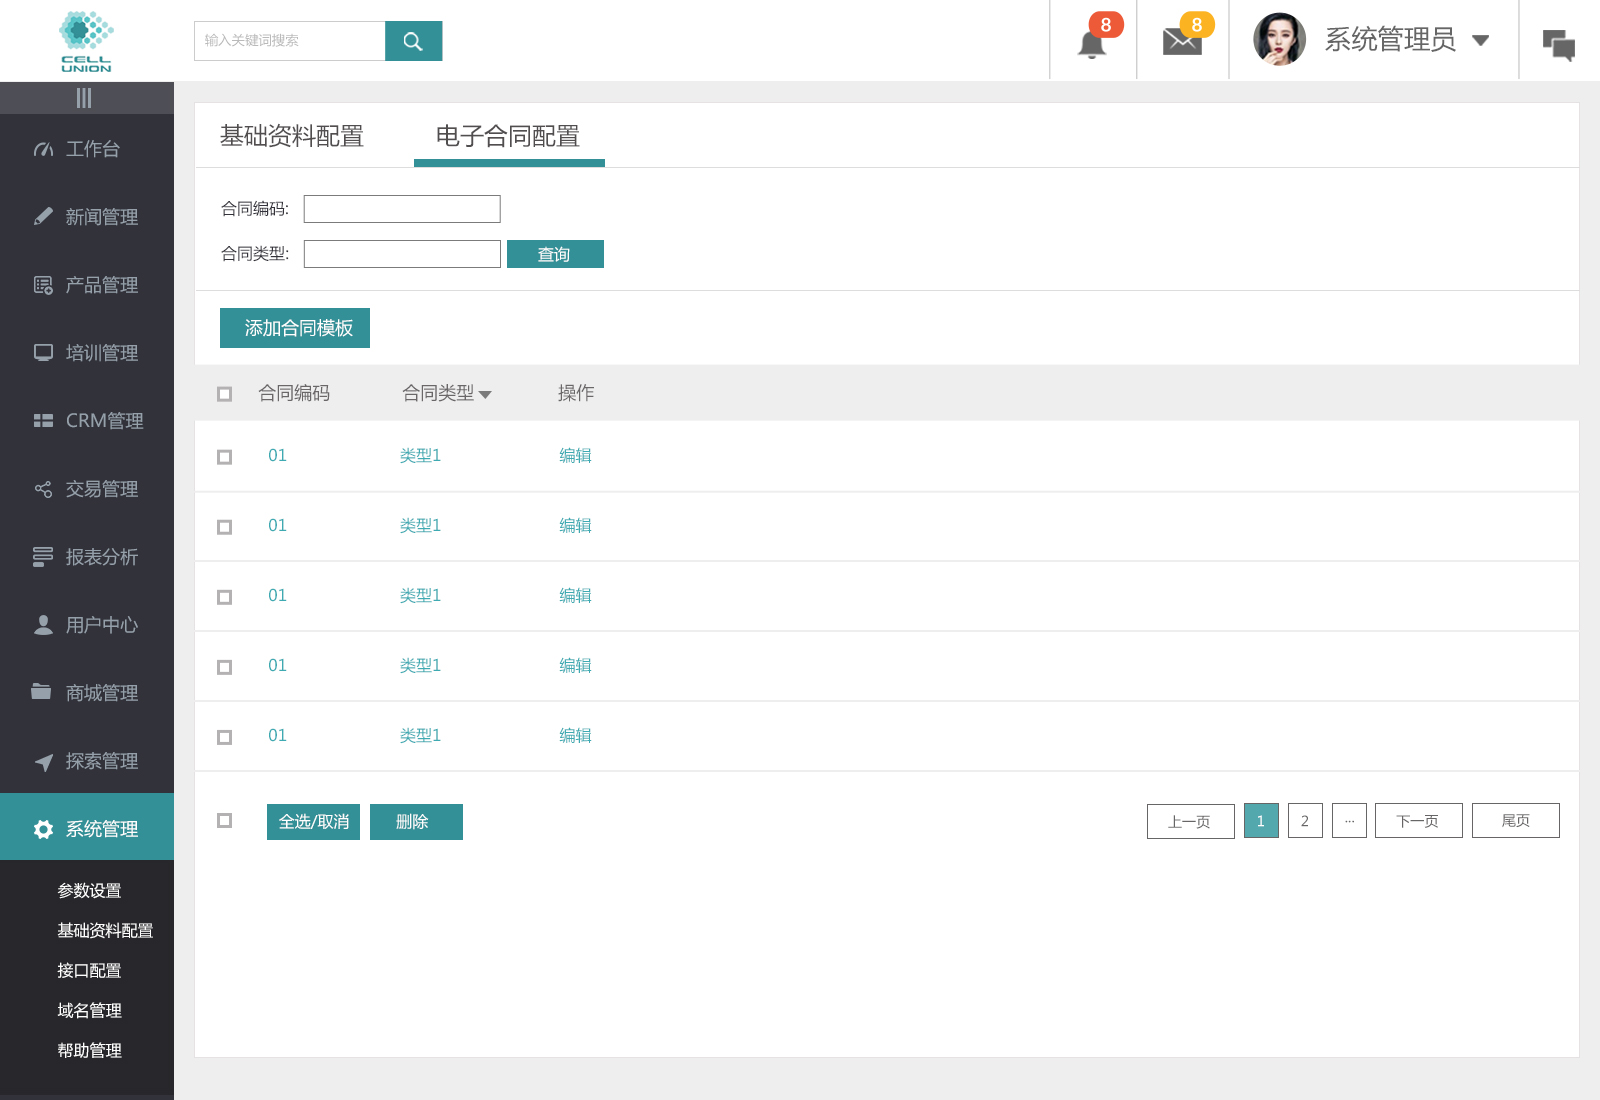 CELL
UNION
输入关键词搜索
8
8
系统管理员
工作台
新闻管理
产品管理
培训管理
CRM管理
交易管理
报表分析
用户中心
商城管理
探索管理
系统管理
参数设置
基础资料配置
接口配置
域名管理
帮助管理
基础资料配置 电子合同配置
合同编码:
合同类型: 查询
添加合同模板
合同编码 合同类型 操作
01 类型1 编辑
01 类型1 编辑
01 类型1 编辑
01 类型1 编辑
01 类型1 编辑
全选/取消 删除 上一页 1 2 ... 下一页 尾页